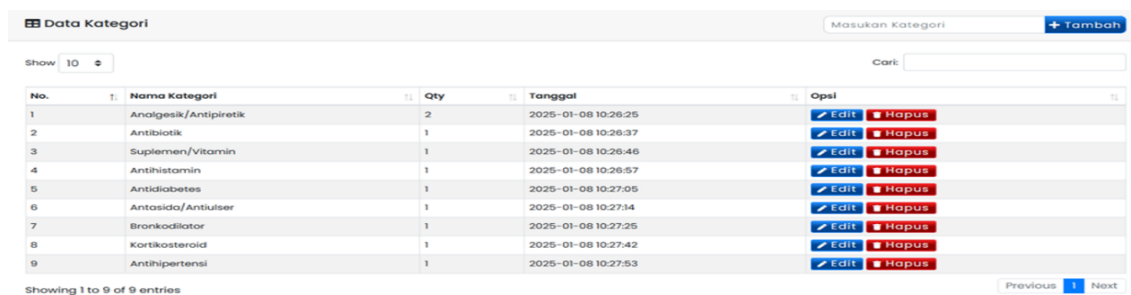 Data Kategori
Masukan Kategori + Tambah
Show 10
Cari:
No. Nama Kategori Qty Tanggal Opsi
1 Analgesik/Antipiretik 2 2025-01-08 10:26:25 Edit Hapus
2 Antibiotik 1 2025-01-08 10:26:37 Edit Hapus
3 Suplemen/Vitamin 1 2025-01-08 10:26:46 Edit Hapus
4 Antihistamin 1 2025-01-08 10:26:57 Edit Hapus
5 Antidiabetes 1 2025-01-08 10:27:05 Edit Hapus
6 Antasida/Antiulser 1 2025-01-08 10:27:14 Edit Hapus
7 Bronkodilator 1 2025-01-08 10:27:25 Edit Hapus
8 Kortikosteroid 1 2025-01-08 10:27:42 Edit Hapus
9 Antihipertensi 1 2025-01-08 10:27:53 Edit Hapus
Showing 1 to 9 of 9 entries
Previous 1 Next